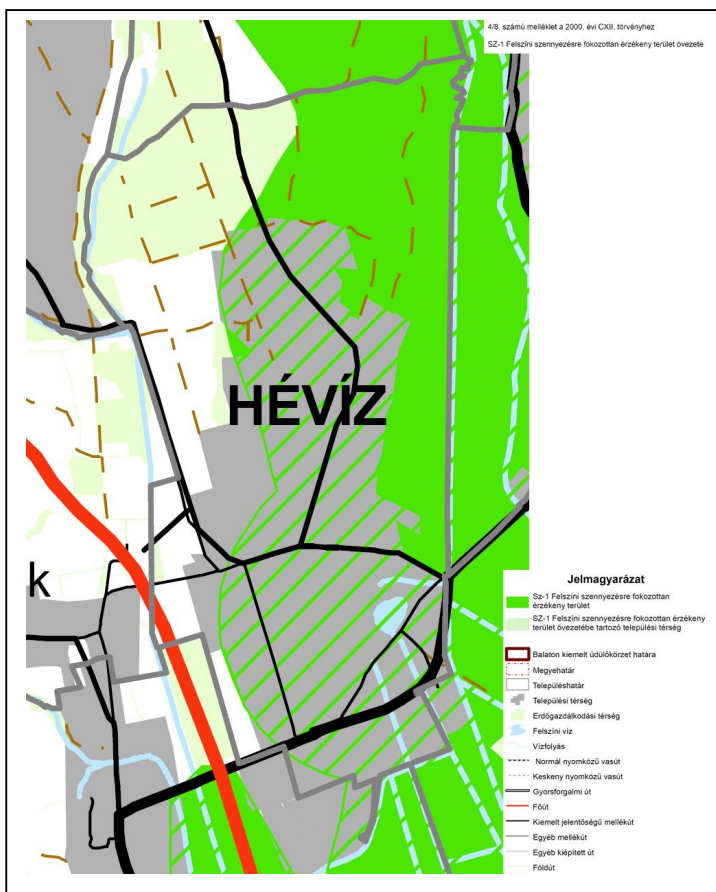 4/8. számú melléklet a 2000. évi CXII. törvényhez
SZ-1 Felszíni szennyezésre fokozottan érzékeny terület övezete
HÉVÍZ
k
Jelmagyarázat
Sz-1 Felszíni szennyezésre fokozottan
érzékeny terület
SZ-1 Felszíni szennyezésre fokozottan érzékeny
terület övezetébe tartozó települési térség
Balaton kiemelt üdülőkörzet határa
Megyehatár
Településhatár
Települési térség
Erdőgazdálkodási térség
Felszíni víz
Vízfolyás
Normál nyomközű vasút
Keskeny nyomközű vasút
Gyorsforgalmi út
Főút
Kiemelt jelentőségű mellékút
Egyéb mellékút
Egyéb kiépített út
Földút